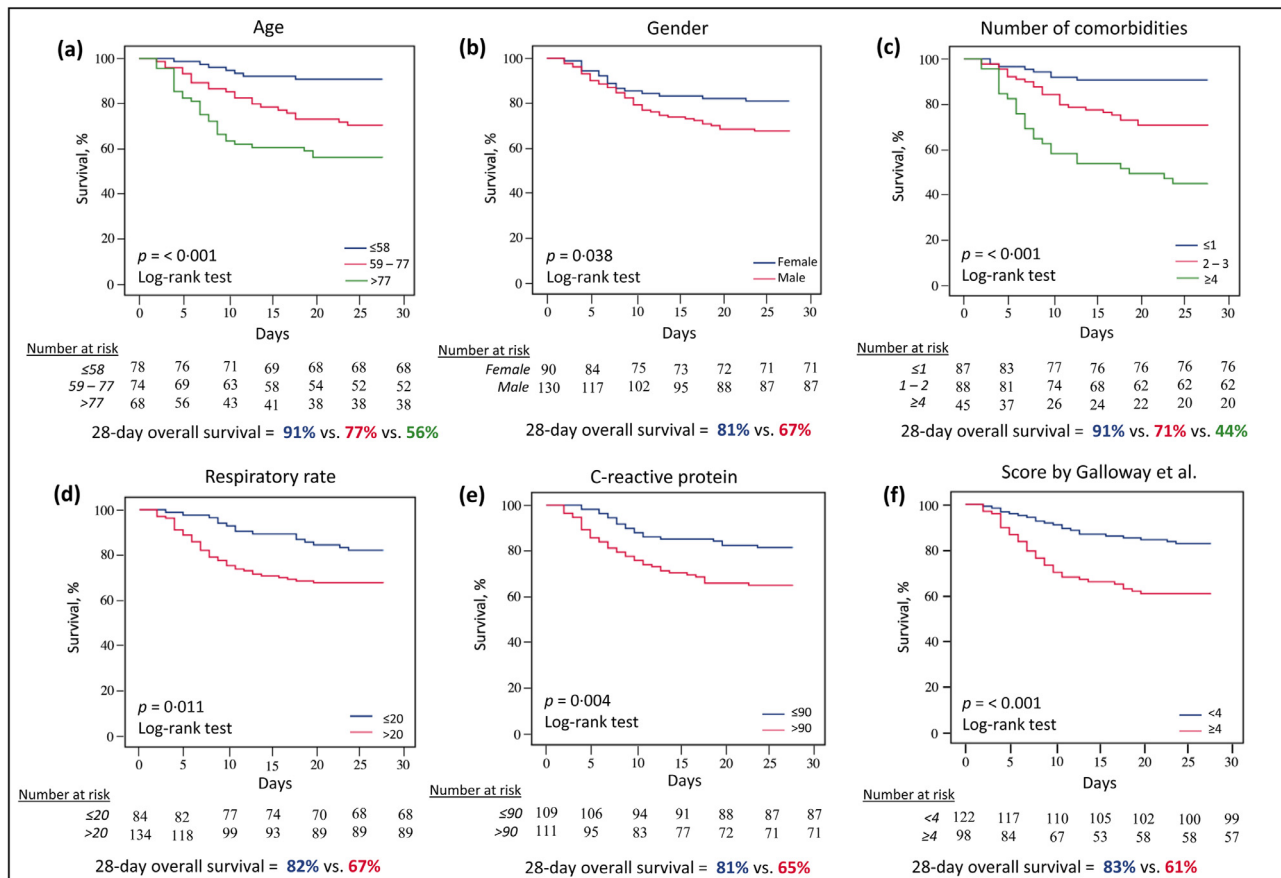 Age
(a)
Survival, %
100
80
60
40
20
0
p = < 0·001
Log-rank test
≤58
59 – 77
>77
0 5 10 15 20 25 30
Days
Number at risk
≤58 78 76 71 69 68 68 68
59 – 77 74 69 63 58 54 52 52
>77 68 56 43 41 38 38 38
28-day overall survival = 91% vs. 77% vs. 56%
Gender
(b)
Survival, %
100
80
60
40
20
0
p = 0·038
Log-rank test
Female
Male
0 5 10 15 20 25 30
Days
Number at risk
Female 90 84 75 73 72 71 71
Male 130 117 102 95 88 87 87
28-day overall survival = 81% vs. 67%
Number of comorbidities
(c)
Survival, %
100
80
60
40
20
0
p = <0·001
Log-rank test
≤1
2 – 3
≥4
0 5 10 15 20 25 30
Days
Number at risk
≤1 87 83 77 76 76 76 76
1 – 2 88 81 74 68 62 62 62
≥4 45 37 26 24 22 20 20
28-day overall survival = 91% vs. 71% vs. 44%
Respiratory rate
(d)
Survival, %
100
80
60
40
20
0
p = 0·011
Log-rank test
≤20
>20
0 5 10 15 20 25 30
Days
Number at risk
≤20 84 82 77 74 70 68 68
>20 134 118 99 93 89 89 89
28-day overall survival = 82% vs. 67%
C-reactive protein
(e)
Survival, %
100
80
60
40
20
0
p = 0·004
Log-rank test
≤90
>90
0 5 10 15 20 25 30
Days
Number at risk
≤90 109 106 94 91 88 87 87
>90 111 95 83 77 72 71 71
28-day overall survival = 81% vs. 65%
Score by Galloway et al.
(f)
Survival, %
100
80
60
40
20
0
p = < 0.001
Log-rank test
<4
≥4
0 5 10 15 20 25 30
Days
Number at risk
<4 122 117 110 105 102 100 99
≥4 98 84 67 53 58 58 57
28-day overall survival = 83% vs. 61%